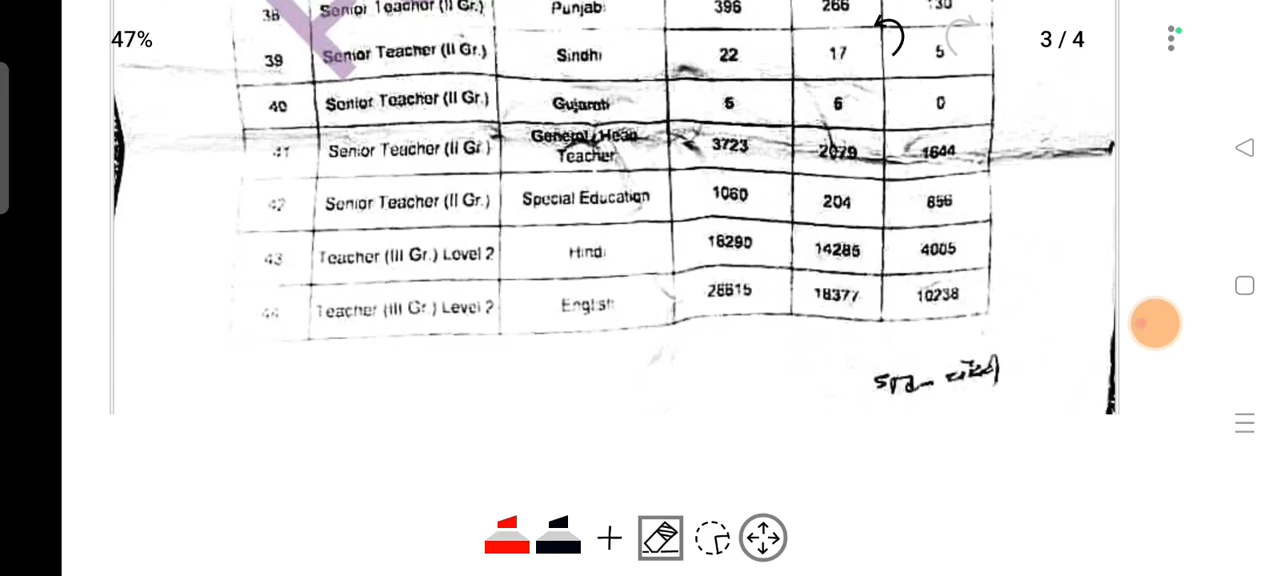 38 Senior Teacher (II Gr.) Punjabi 396 266 130
47% 3 / 4
39 Senior Teacher (II Gr.) Sindhi 22 17 5
40 Senior Teacher (II Gr.) Gujarati 6 6 0
41 Senior Teacher (II Gr.) General / Head Teacher 3723 2079 1644
42 Senior Teacher (II Gr.) Special Education 1060 204 856
43 Teacher (III Gr.) Level 2 Hindi 18290 14285 4005
44 Teacher (III Gr.) Level 2 English 28615 18377 10238